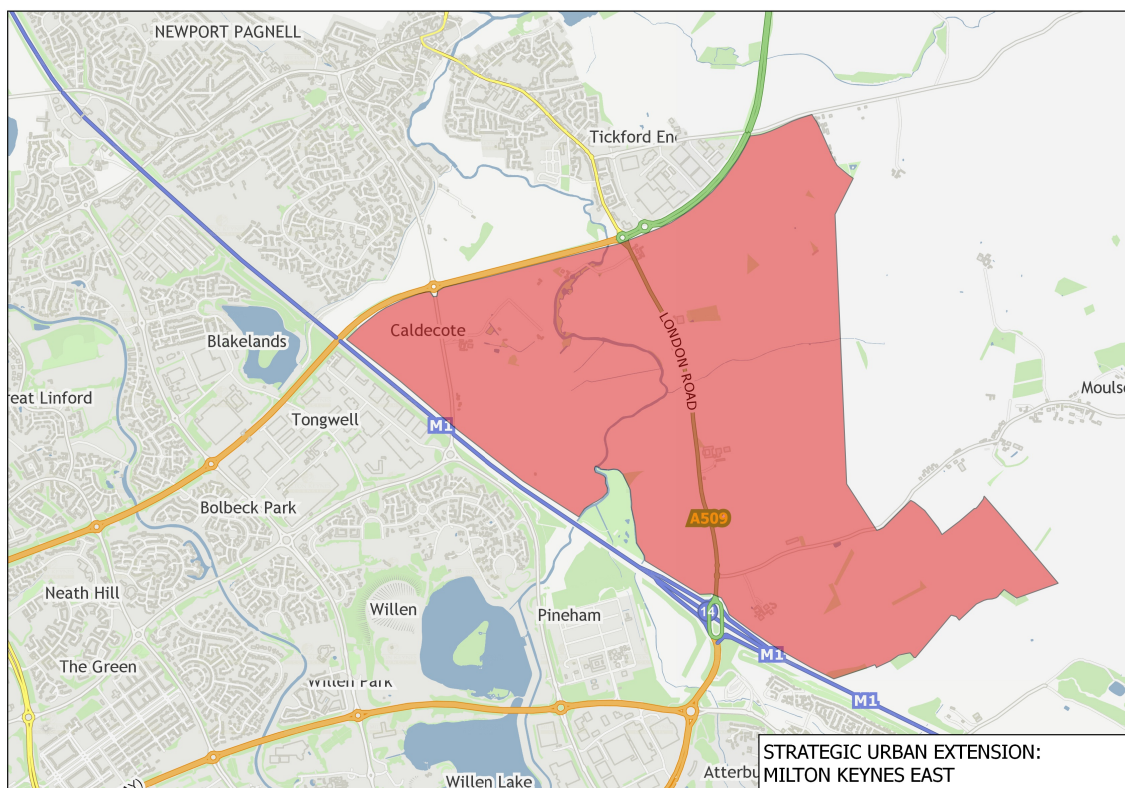 NEWPORT PAGNELL
Tickford En
Caldecote
Blakelands
LONDON ROAD
Moulso
reat Linford
Tongwell
M1
Bolbeck Park
A509
Neath Hill
Willen
Pineham
14
The Green
M1
Willen Park
M1
STRATEGIC URBAN EXTENSION:
MILTON KEYNES EAST
Willen Lake
Atterbu